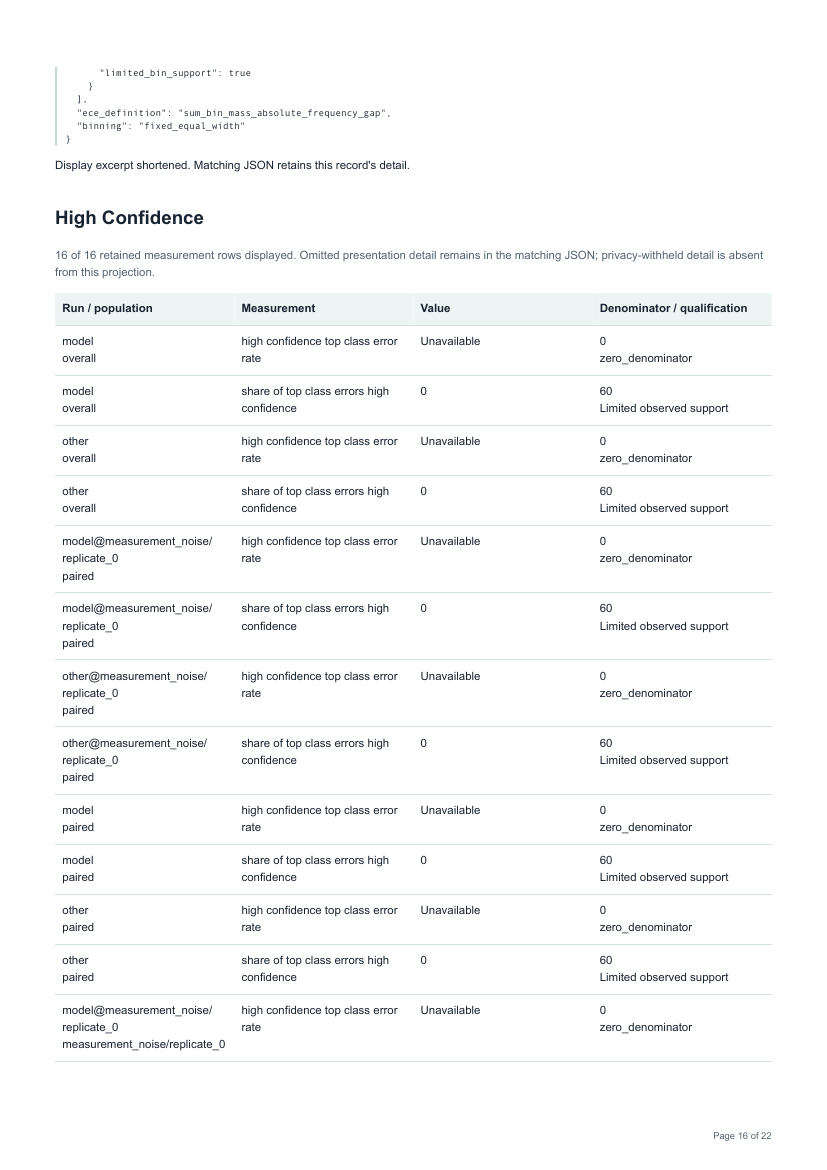 "limited_bin_support": true
}
],
"ece_definition": "sum_bin_mass_absolute_frequency_gap",
"binning": "fixed_equal_width"
}
Display excerpt shortened. Matching JSON retains this record's detail.
High Confidence
16 of 16 retained measurement rows displayed. Omitted presentation detail remains in the matching JSON; privacy-withheld detail is absent
from this projection.
Run / population Measurement Value Denominator / qualification
model high confidence top class error Unavailable 0
overall rate zero_denominator
model share of top class errors high 0 60
overall confidence Limited observed support
other high confidence top class error Unavailable 0
overall rate zero_denominator
other share of top class errors high 0 60
overall confidence Limited observed support
model@measurement_noise/ high confidence top class error Unavailable 0
replicate_0 rate zero_denominator
paired
model@measurement_noise/ share of top class errors high 0 60
replicate_0 confidence Limited observed support
paired
other@measurement_noise/ high confidence top class error Unavailable 0
replicate_0 rate zero_denominator
paired
other@measurement_noise/ share of top class errors high 0 60
replicate_0 confidence Limited observed support
paired
model high confidence top class error Unavailable 0
paired rate zero_denominator
model share of top class errors high 0 60
paired confidence Limited observed support
other high confidence top class error Unavailable 0
paired rate zero_denominator
other share of top class errors high 0 60
paired confidence Limited observed support
model@measurement_noise/ high confidence top class error Unavailable 0
replicate_0 rate zero_denominator
measurement_noise/replicate_0
Page 16 of 22